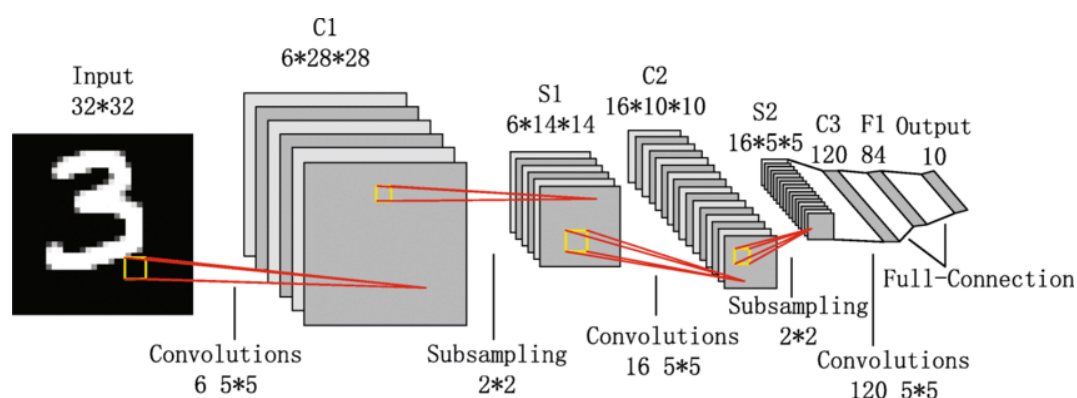 Input
32*32
C1
6*28*28
S1
6*14*14
C2
16*10*10
S2
16*5*5
C3
120
F1
84
Output
10
Convolutions
6 5*5
Subsampling
2*2
Convolutions
16 5*5
Subsampling
2*2
Convolutions
120 5*5
Full-Connection
3